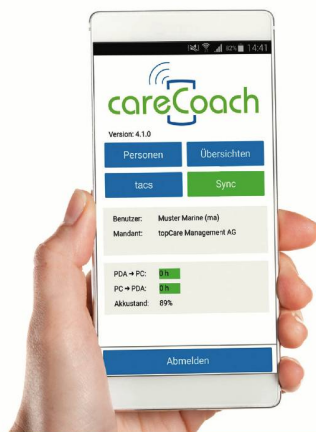 82% 14:41
careCoach
Version: 4.1.0
Personen
Übersichten
tacs
Sync
Benutzer: Muster Marine (ma)
Mandant: topCare Management AG
PDA → PC: 0 h
PC → PDA: 0 h
Akkustand: 89%
Abmelden